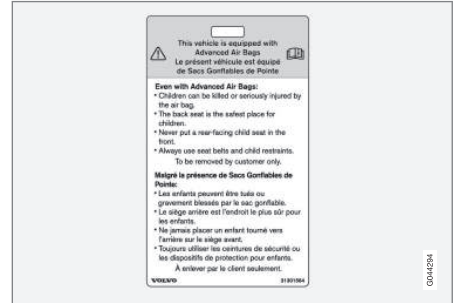 This vehicle is equipped with
Advanced Air Bags
Le présent véhicule est équipé
de Sacs Gonflables de Pointe
Even with Advanced Air Bags:
• Children can be killed or seriously injured by
the air bag.
• The back seat is the safest place for
children.
• Never put a rear-facing child seat in the
front.
• Always use seat belts and child restraints.
To be removed by customer only.
Malgré la présence de Sacs Gonflables de
Pointe:
• Les enfants peuvent être tués ou
gravement blessés par le sac gonflable.
• Le siège arrière est l'endroit le plus sûr pour
les enfants.
• Ne jamais placer un enfant tourné vers
l'arrière sur le siège avant.
• Toujours utiliser les ceintures de sécurité ou
les dispositifs de protection pour enfants.
À enlever par le client seulement.
VOLVO 31301504
G044294